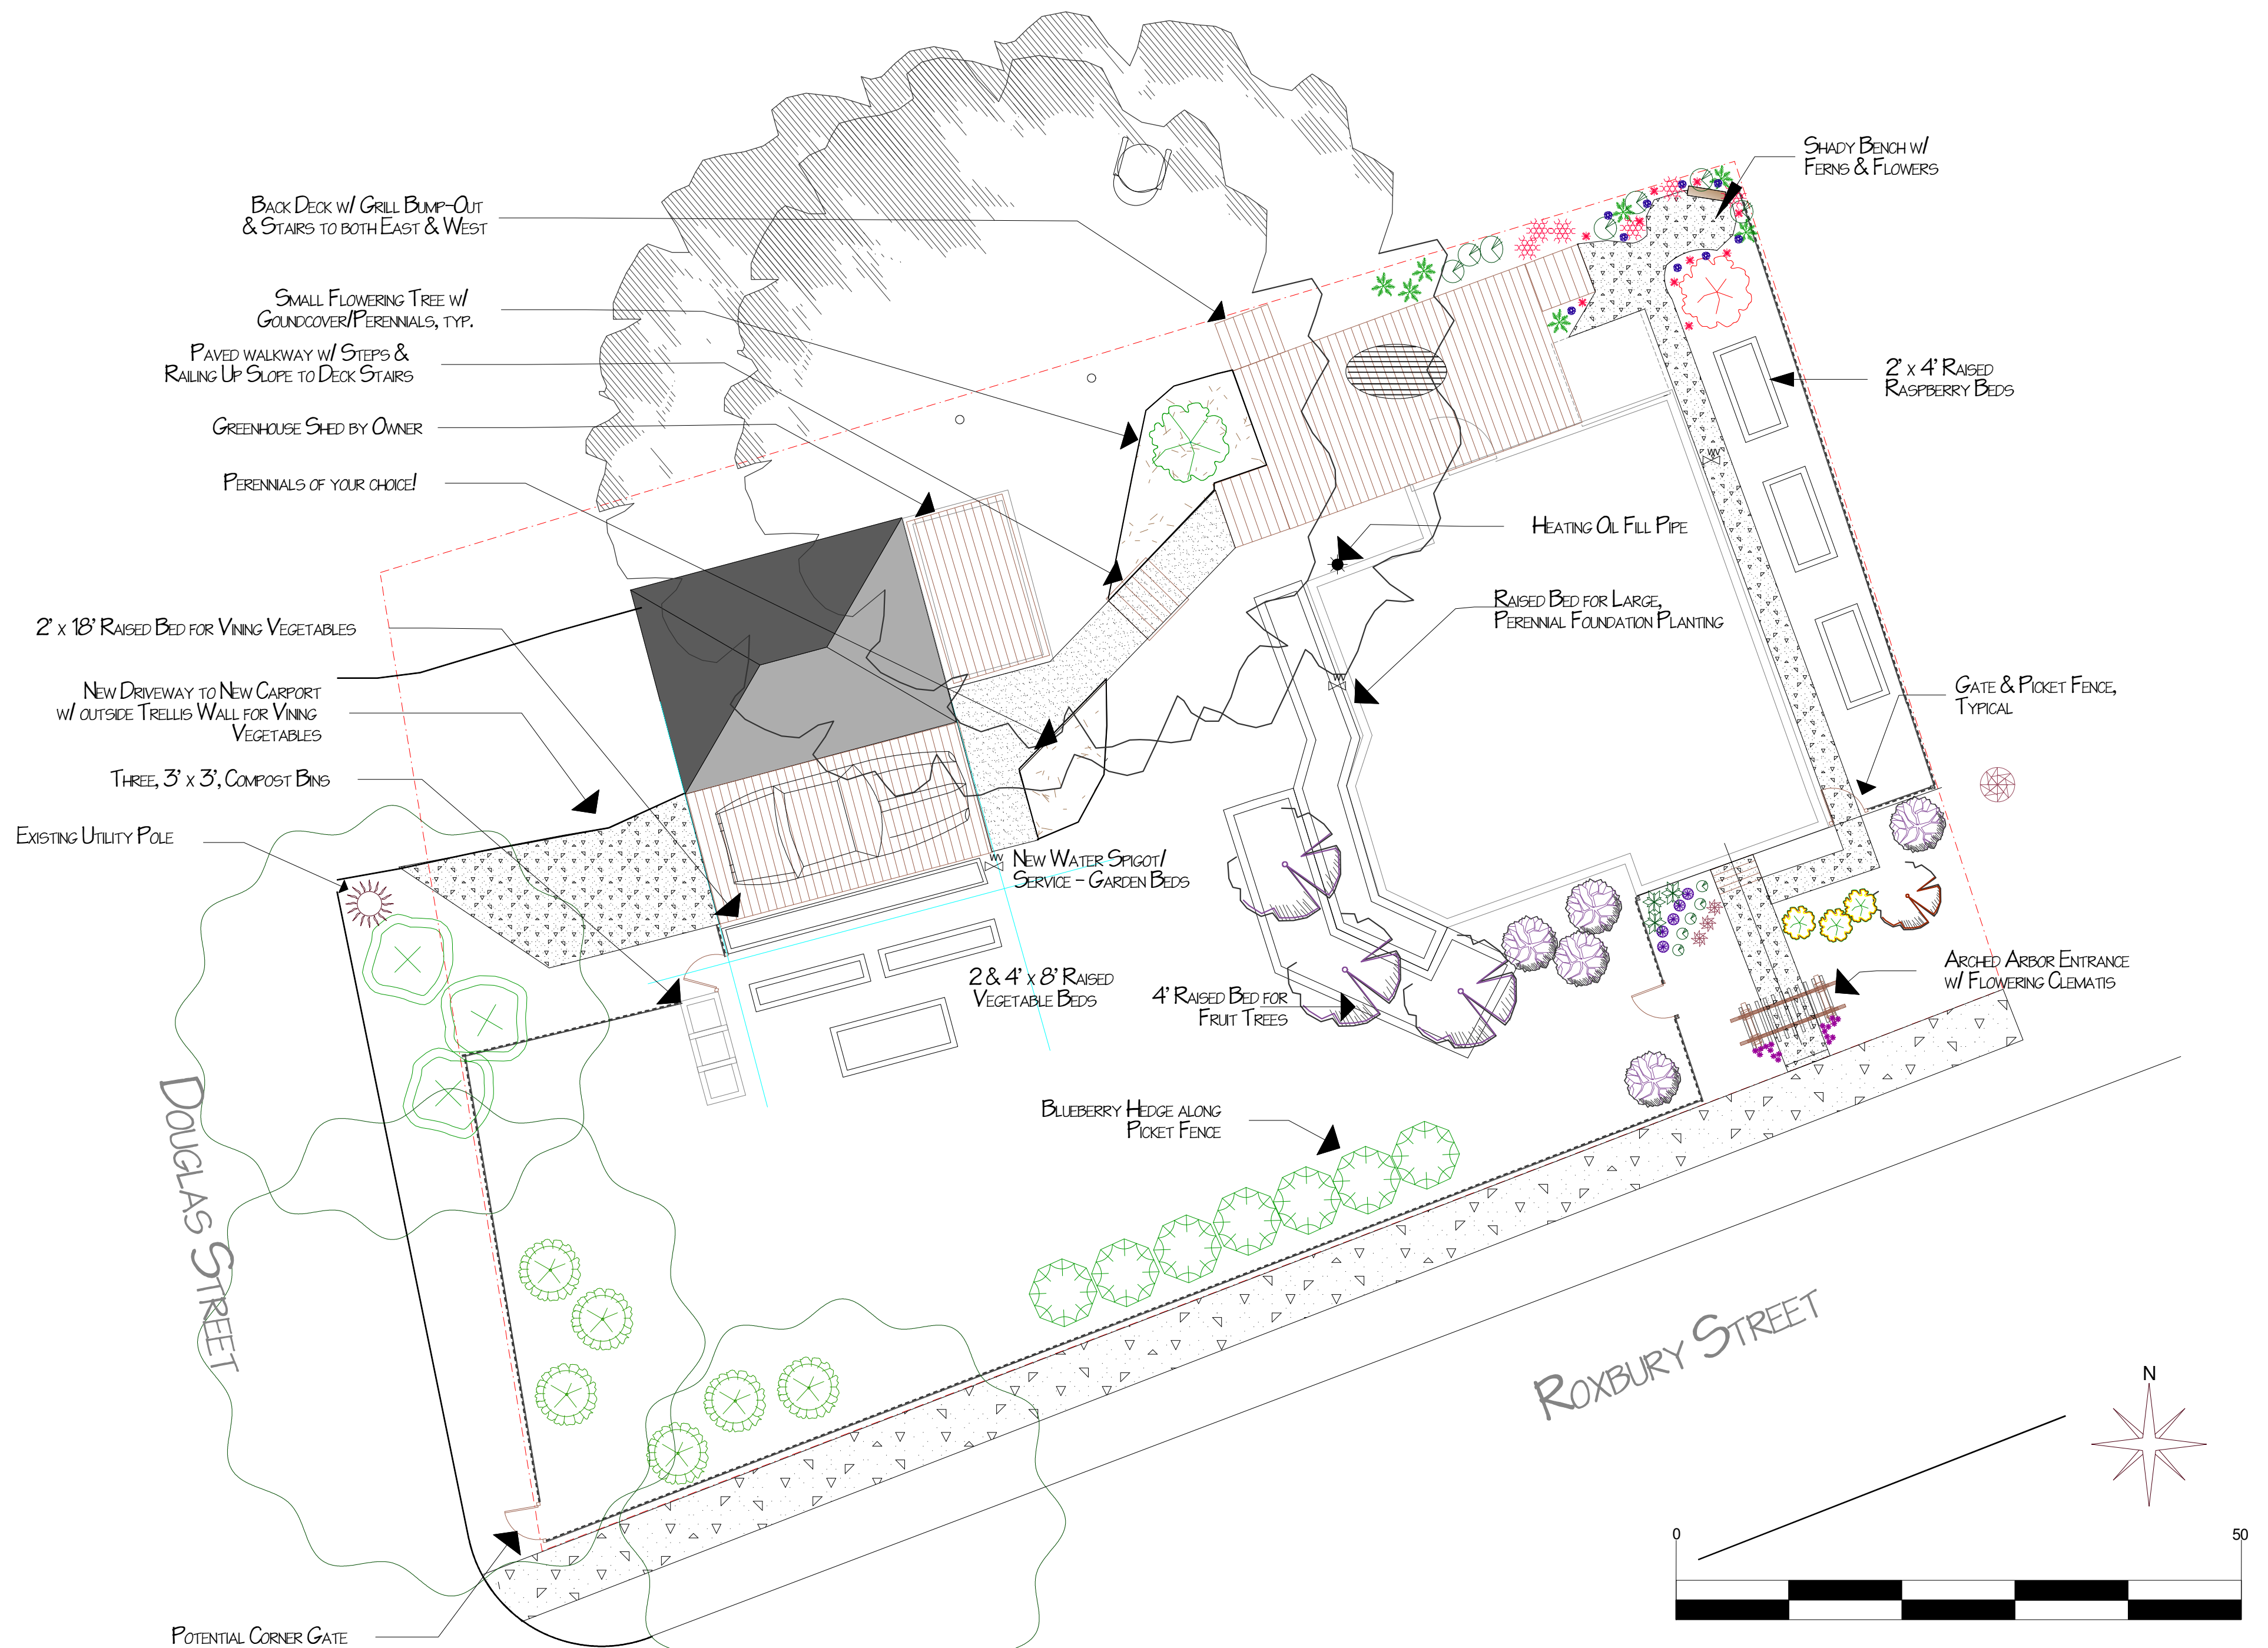 Shady Bench w/
Ferns & Flowers
Back Deck w/ Grill Bump-Out
& Stairs to both East & West
Small Flowering Tree w/
Goundcover/Perennials, typ.
Paved walkway w/ Steps &
Railing Up Slope to Deck Stairs
2' x 4' Raised
Raspberry Beds
Greenhouse Shed by Owner
W
Perennials of your choice!
Heating Oil Fill Pipe
Raised Bed for Large,
Perennial Foundation Planting
2' x 18' Raised Bed for Vining Vegetables
W
Gate & Picket Fence,
Typical
New Driveway to New Carport
w/ outside Trellis Wall for Vining
Vegetables
Three, 3' x 3', Compost Bins
Existing Utility Pole
W
New Water Spigot/
Service - Garden Beds
2 & 4' x 8' Raised
Vegetable Beds
4' Raised Bed for
Fruit Trees
Arched Arbor Entrance
w/ Flowering Clematis
Blueberry Hedge along
Picket Fence
Douglas Street
Roxbury Street
N
0
50
Potential Corner Gate